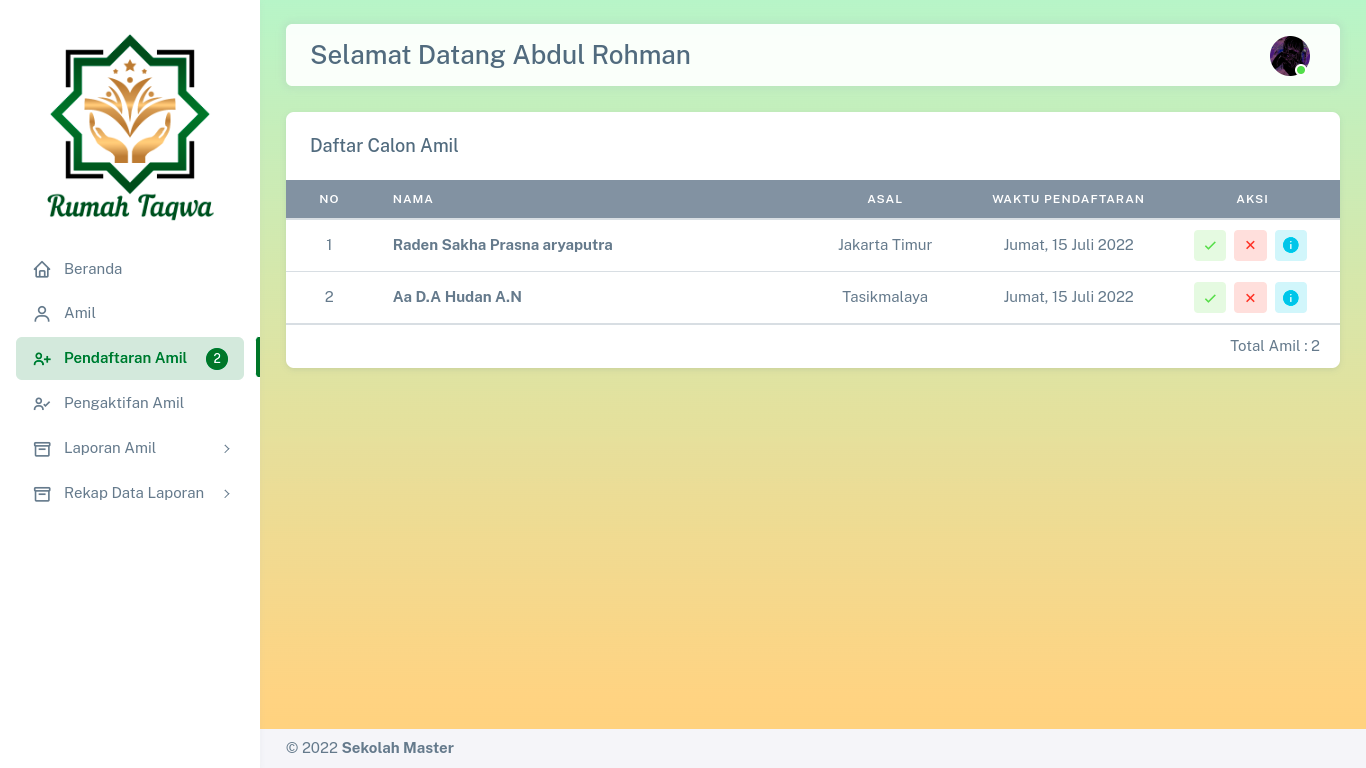 Rumah Taqwa
Beranda
Amil
Pendaftaran Amil 2
Pengaktifan Amil
Laporan Amil
Rekap Data Laporan
Selamat Datang Abdul Rohman
Daftar Calon Amil
NO NAMA ASAL WAKTU PENDAFTARAN AKSI
1 Raden Sakha Prasna aryaputra Jakarta Timur Jumat, 15 Juli 2022
2 Aa D.A Hudan A.N Tasikmalaya Jumat, 15 Juli 2022
Total Amil : 2
© 2022 Sekolah Master